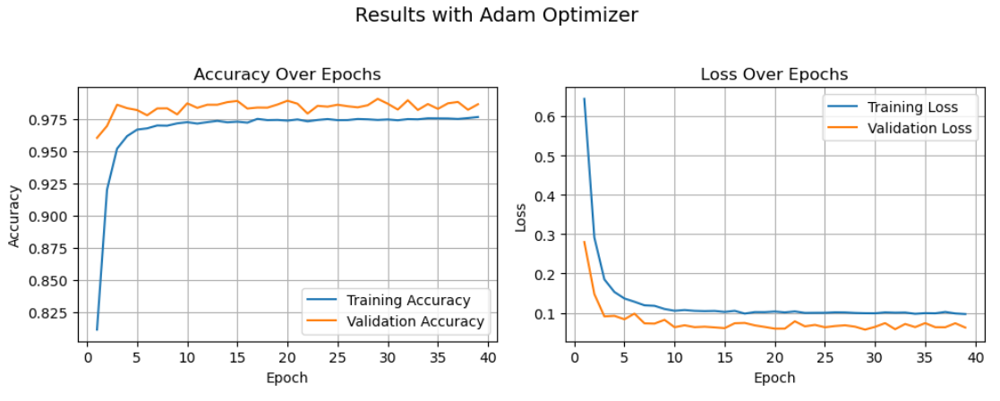 Results with Adam Optimizer
Accuracy Over Epochs
Accuracy
0.975
0.950
0.925
0.900
0.875
0.850
0.825
Training Accuracy
Validation Accuracy
0 5 10 15 20 25 30 35 40
Epoch
Loss Over Epochs
Loss
0.6
0.5
0.4
0.3
0.2
0.1
Training Loss
Validation Loss
0 5 10 15 20 25 30 35 40
Epoch